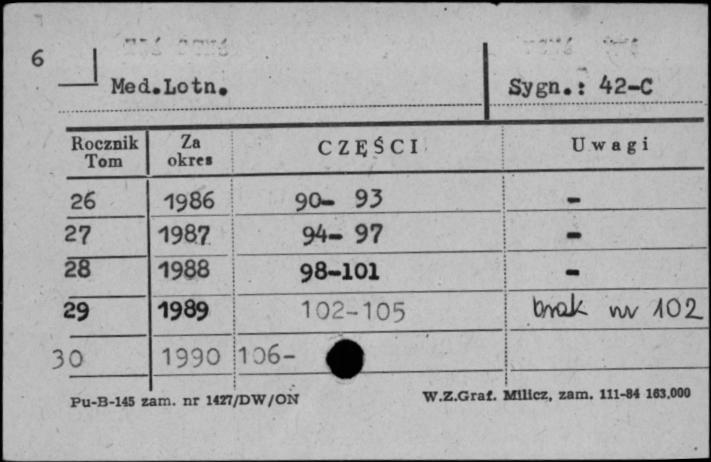 6
Med.Lotn. Sygn.: 42-C
Rocznik Tom Za okres CZĘŚCI Uwagi
26 1986 90- 93 -
27 1987 94- 97 -
28 1988 98-101 -
29 1989 102-105 brak nr 102
30 1990 106-
Pu-B-145 zam. nr 1427/DW/ON W.Z.Graf. Milicz, zam. 111-84 163.000